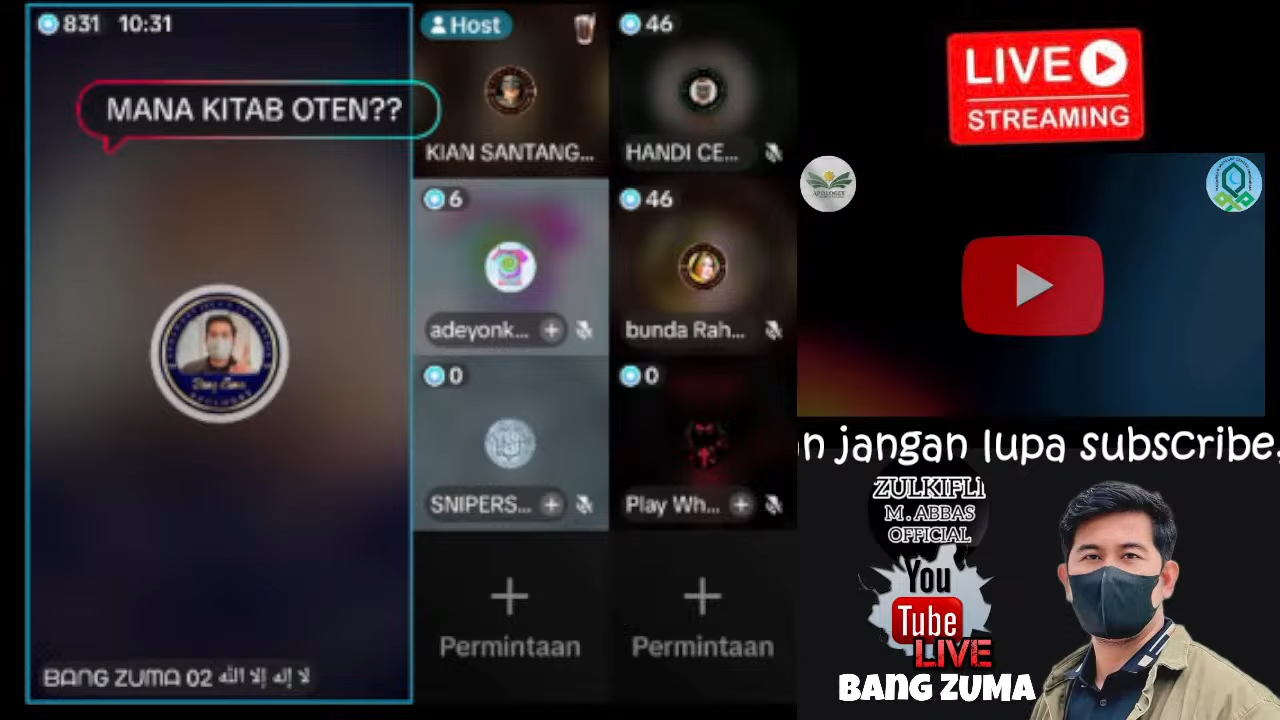 831 10:31
MANA KITAB OTEN??
BANG ZUMA 02 لا إله إلا الله
Host
KIAN SANTANG...
46
HANDI CE...
6
adeyonk...
46
bunda Rah...
0
SNIPERS...
0
Play Wh...
Permintaan
Permintaan
LIVE
STREAMING
n jangan lupa subscribe.
ZULKIFLI
M. ABBAS
OFFICIAL
You
Tube
LIVE
BANG ZUMA
Bang Zuma